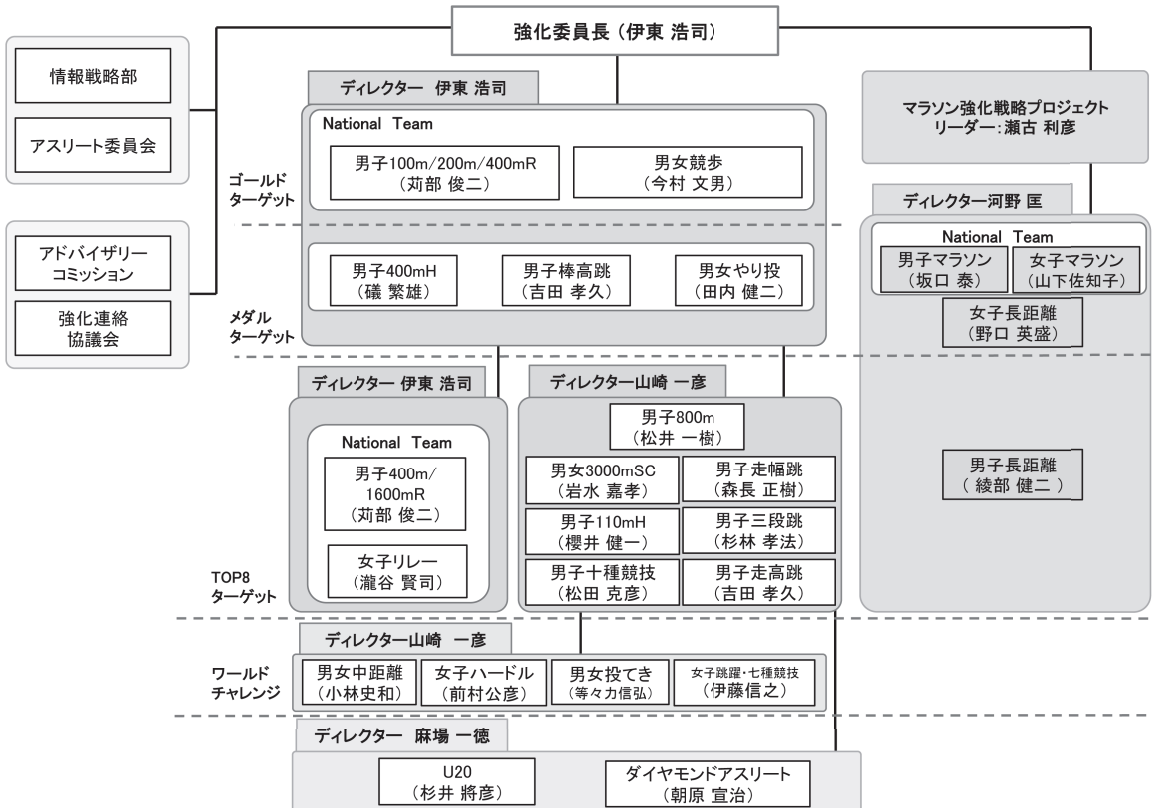 強化委員長(伊東 浩司)
情報戦略部
アスリート委員会
アドバイザリー
コミッション
強化連絡
協議会
ディレクター 伊東 浩司
National Team
男子100m/200m/400mR
(苅部 俊二)
男女競歩
(今村 文男)
ゴールド
ターゲット
男子400mH
(礒 繁雄)
男子棒高跳
(吉田 孝久)
男女やり投
(田内 健二)
メダル
ターゲット
マラソン強化戦略プロジェクト
リーダー:瀬古 利彦
ディレクター河野 匡
National Team
男子マラソン
(坂口 泰)
女子マラソン
(山下佐知子)
女子長距離
(野口 英盛)
男子長距離
( 綾部 健二 )
ディレクター 伊東 浩司
National Team
男子400m/
1600mR
(苅部 俊二)
女子リレー
(瀧谷 賢司)
ディレクター山崎 一彦
男子800m
(松井 一樹)
男女3000mSC
(岩水 嘉孝)
男子走幅跳
(森長 正樹)
男子110mH
(櫻井 健一)
男子三段跳
(杉林 孝法)
男子十種競技
(松田 克彦)
男子走高跳
(吉田 孝久)
TOP8
ターゲット
ディレクター山崎 一彦
ワールド
チャレンジ
男女中距離
(小林史和)
女子ハードル
(前村公彦)
男女投てき
(等々力信弘)
女子跳躍・七種競技
(伊藤信之)
ディレクター 麻場 一徳
U20
(杉井 將彦)
ダイヤモンドアスリート
(朝原 宣治)